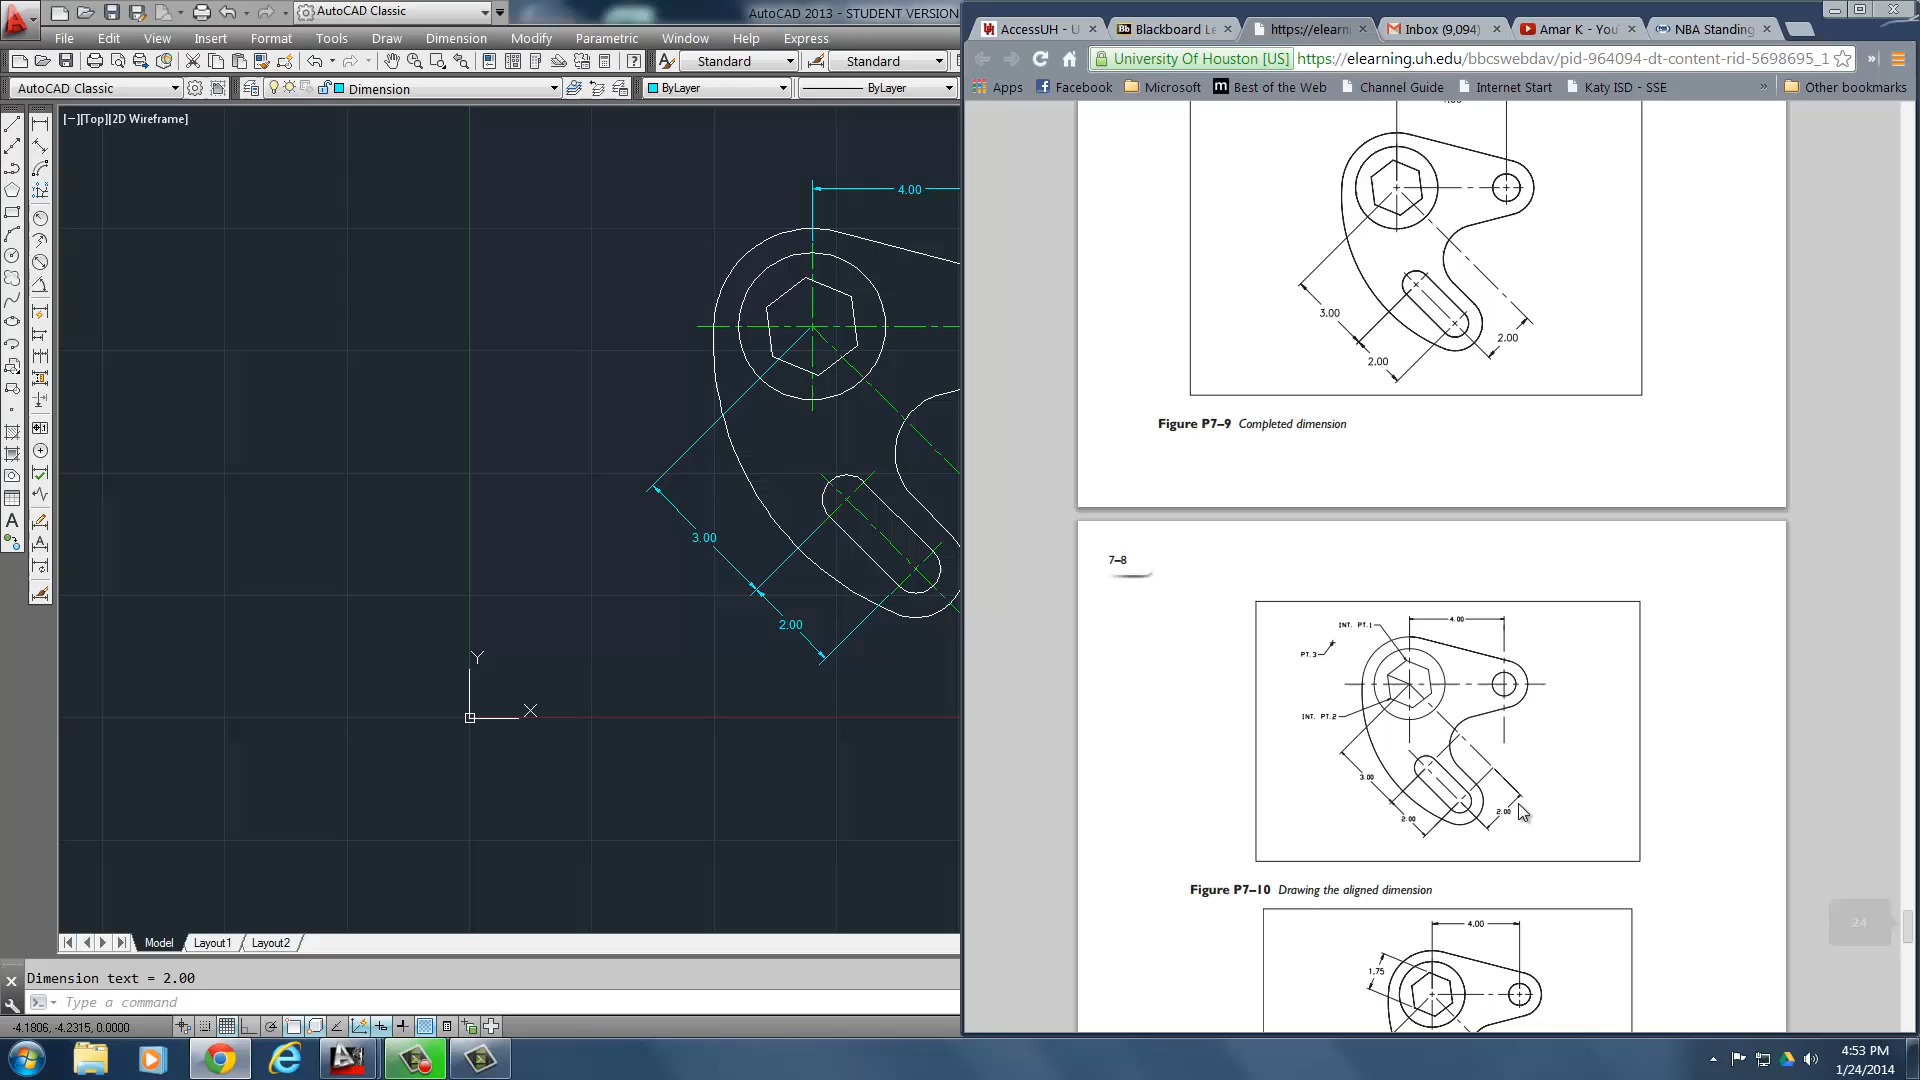 AutoCAD Classic
AutoCAD 2013 - STUDENT VERSION
File Edit View Insert Format Tools Draw Dimension Modify Parametric Window Help Express
Standard
Standard
AutoCAD Classic
Dimension
ByLayer
ByLayer
[−][Top][2D Wireframe]
4.00
3.00
2.00
Y
X
Model
Layout1
Layout2
Dimension text = 2.00
Type a command
-4.1806, -4.2315, 0.0000
AccessUH - U
Blackboard Le
https://elearni
Inbox (9,094)
Amar K - You
NBA Standing
University Of Houston [US]
https://elearning.uh.edu/bbcswebdav/pid-964094-dt-content-rid-5698695_1
Apps
Facebook
Microsoft
Best of the Web
Channel Guide
Internet Start
Katy ISD - SSE
»
Other bookmarks
3.00
2.00
2.00
Figure P7–9 Completed dimension
7–8
INT. PT.1
4.00
PT.3
INT. PT.2
3.00
2.00
2.00
Figure P7–10 Drawing the aligned dimension
24
4.00
1.75
4:53 PM
1/24/2014